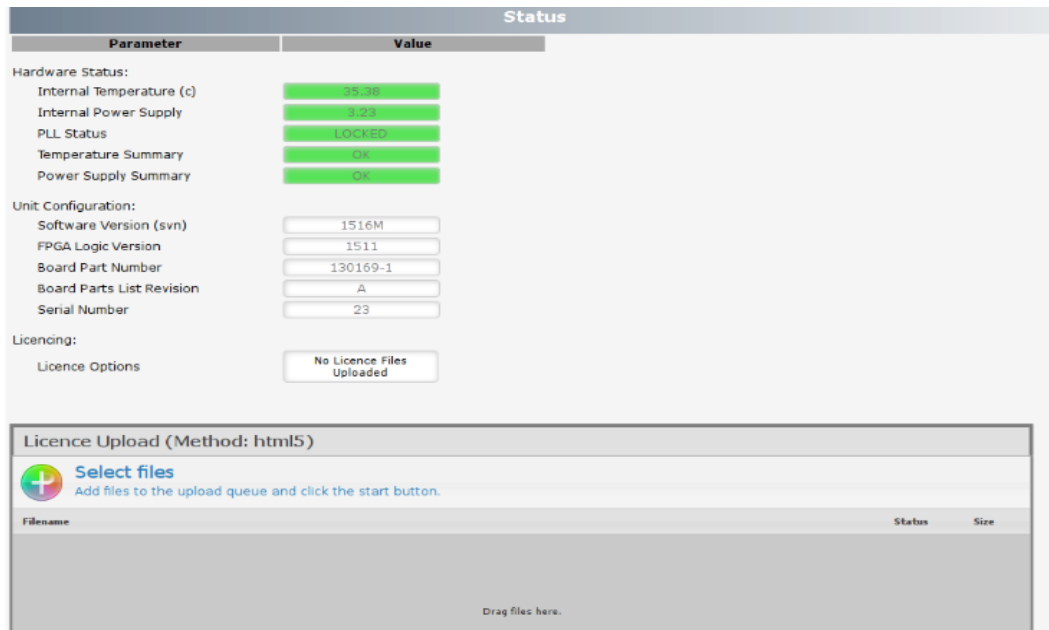 Status
Parameter Value
Hardware Status:
Internal Temperature (c) 35.38
Internal Power Supply 3.23
PLL Status LOCKED
Temperature Summary OK
Power Supply Summary OK
Unit Configuration:
Software Version (svn) 1516M
FPGA Logic Version 1511
Board Part Number 130169-1
Board Parts List Revision A
Serial Number 23
Licencing:
Licence Options No Licence Files
Uploaded
Licence Upload (Method: html5)
Select files
Add files to the upload queue and click the start button.
Filename Status Size
Drag files here.